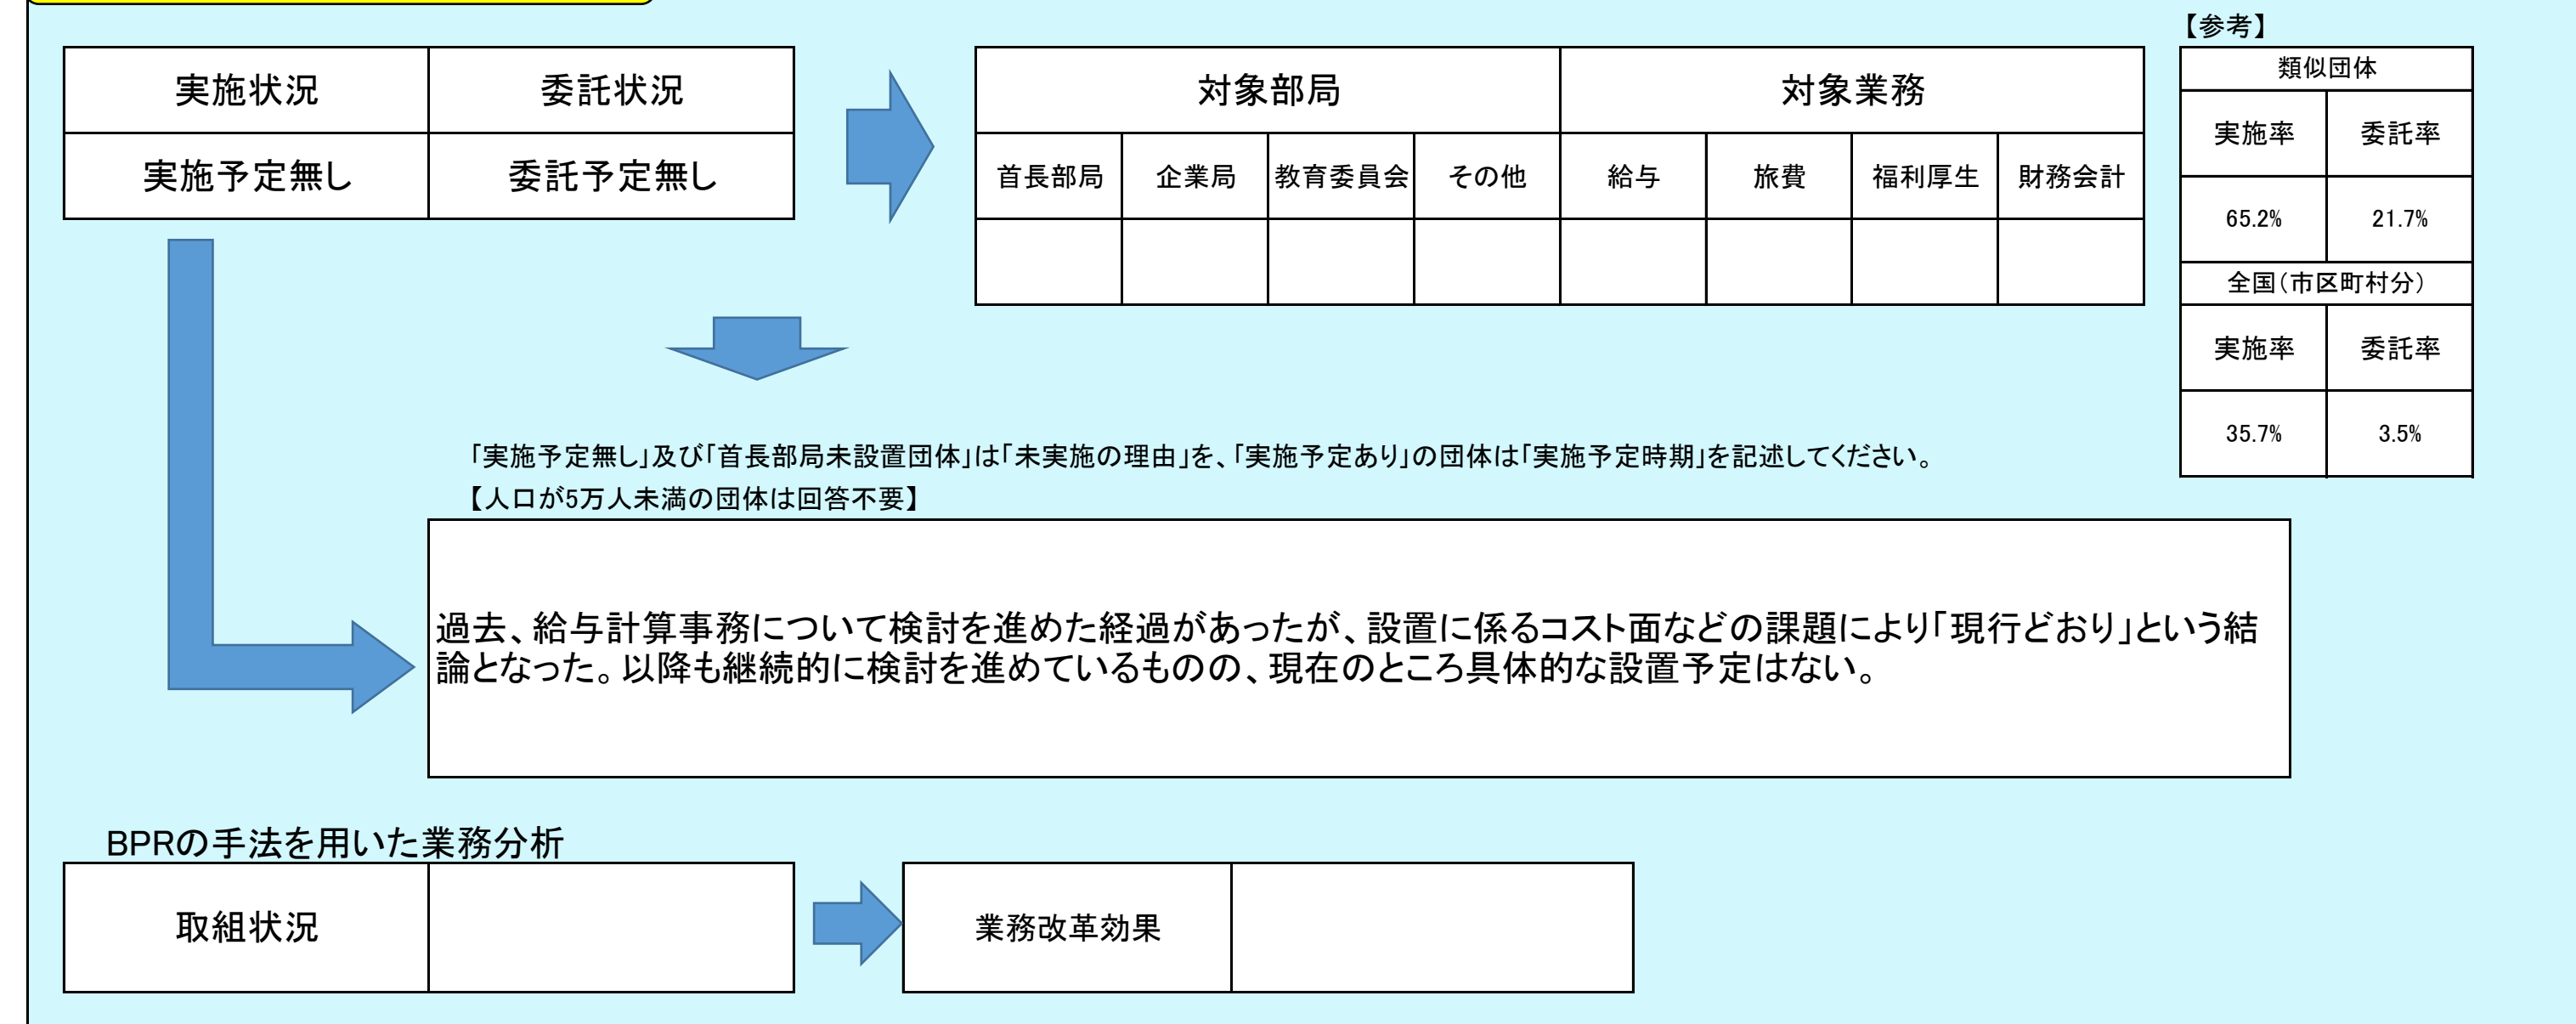 【参考】
実施状況 委託状況
実施予定無し 委託予定無し
対象部局 対象業務
首長部局 企業局 教育委員会 その他 給与 旅費 福利厚生 財務会計
類似団体
実施率 委託率
65.2% 21.7%
全国(市区町村分)
実施率 委託率
35.7% 3.5%
「実施予定無し」及び「首長部局未設置団体」は「未実施の理由」を、「実施予定あり」の団体は「実施予定時期」を記述してください。
【人口が5万人未満の団体は回答不要】
過去、給与計算事務について検討を進めた経過があったが、設置に係るコスト面などの課題により「現行どおり」という結
論となった。以降も継続的に検討を進めているものの、現在のところ具体的な設置予定はない。
BPRの手法を用いた業務分析
取組状況
業務改革効果